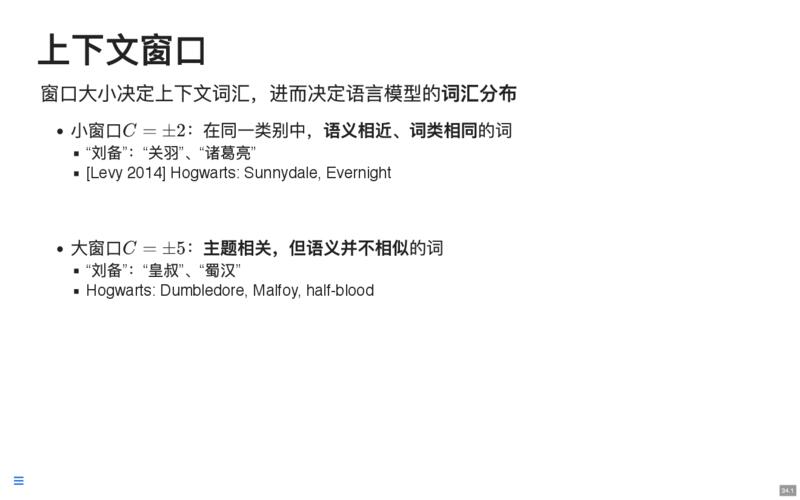 上下文窗口
窗口大小决定上下文词汇，进而决定语言模型的词汇分布
• 小窗口C = ±2：在同一类别中，语义相近、词类相同的词
▪ “刘备”：“关羽”、“诸葛亮”
▪ [Levy 2014] Hogwarts: Sunnydale, Evernight
• 大窗口C = ±5：主题相关，但语义并不相似的词
▪ “刘备”：“皇叔”、“蜀汉”
▪ Hogwarts: Dumbledore, Malfoy, half-blood
34.1